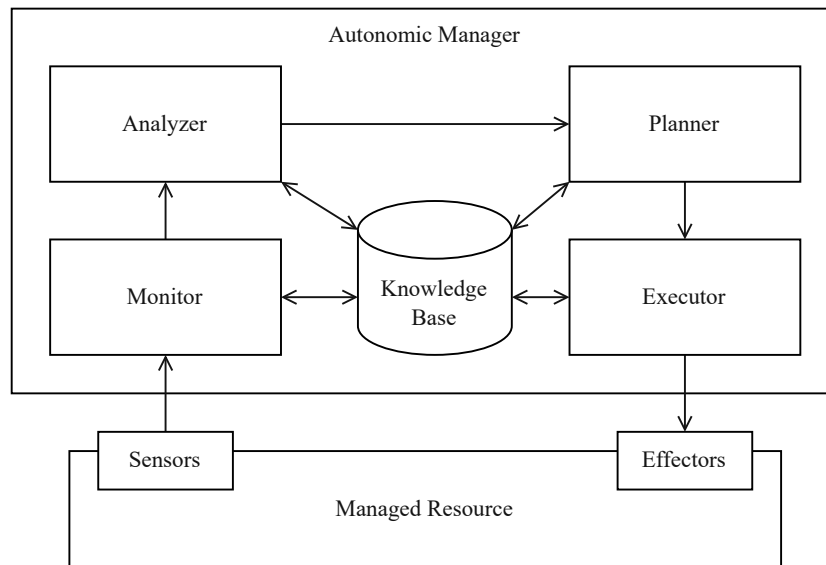 Autonomic Manager
Analyzer
Planner
Monitor
Knowledge
Base
Executor
Sensors
Effectors
Managed Resource